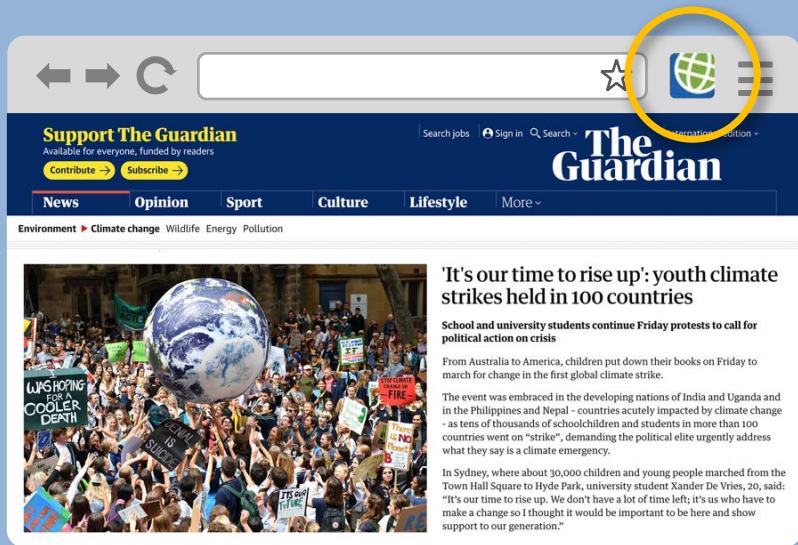 Support The Guardian
Available for everyone, funded by readers
Contribute → Subscribe →
Search jobs Sign in Search International edition
The
Guardian
News Opinion Sport Culture Lifestyle More
Environment Climate change Wildlife Energy Pollution
WAS HOPING
FOR A
COOLER
DEATH
DENIAL
IS
SUICIDE
STOP CLIMATE
CHANGE OR
FIRE
There
IS NO
Planet
B
ITS OUR
FUTURE
'It's our time to rise up': youth climate
strikes held in 100 countries
School and university students continue Friday protests to call for
political action on crisis
From Australia to America, children put down their books on Friday to
march for change in the first global climate strike.
The event was embraced in the developing nations of India and Uganda and
in the Philippines and Nepal - countries acutely impacted by climate change
- as tens of thousands of schoolchildren and students in more than 100
countries went on “strike”, demanding the political elite urgently address
what they say is a climate emergency.
In Sydney, where about 30,000 children and young people marched from the
Town Hall Square to Hyde Park, university student Xander De Vries, 20, said:
“It's our time to rise up. We don't have a lot of time left; it's us who have to
make a change so I thought it would be important to be here and show
support to our generation.”